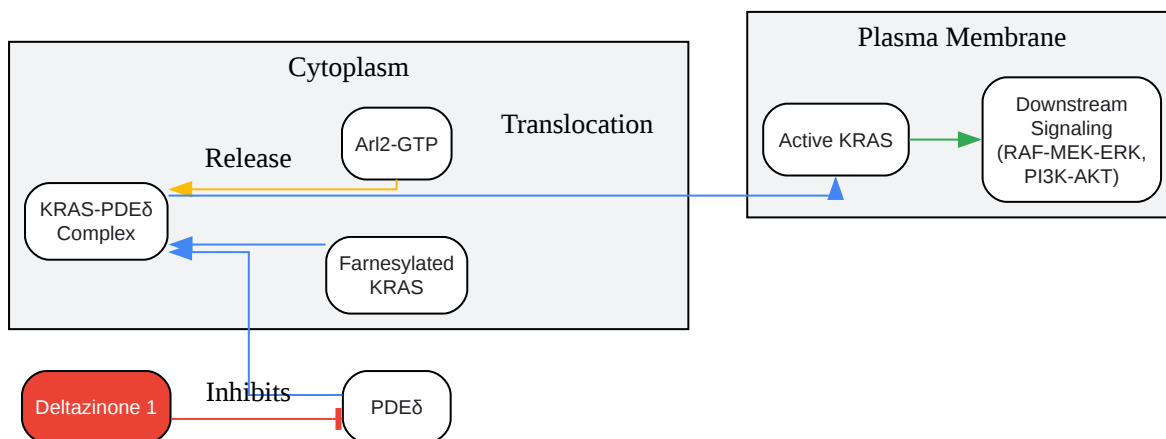 Plasma Membrane
Cytoplasm
Translocation
Arl2-GTP
Release
Active KRAS
Downstream
Signaling
(RAF-MEK-ERK,
PI3K-AKT)
KRAS-PDEδ
Complex
Farnesylated
KRAS
Deltazinone 1
Inhibits
PDEδ